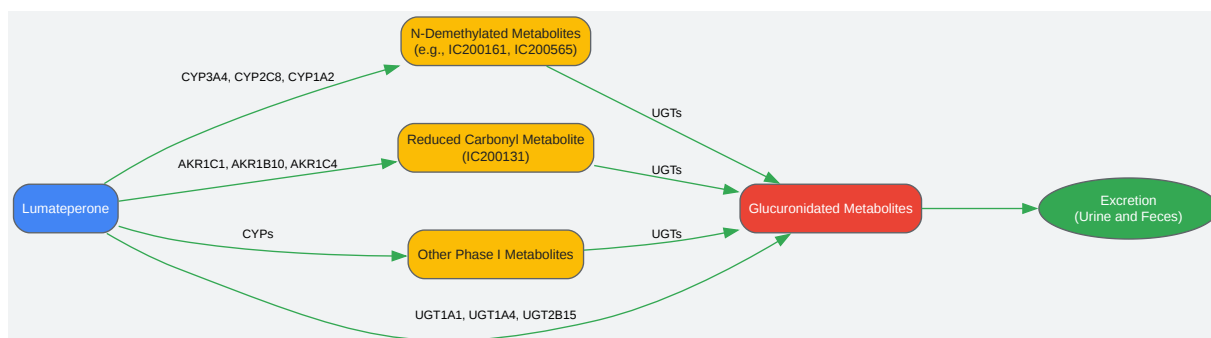 N-Demethylated Metabolites
(e.g., IC200161, IC200565)
CYP3A4, CYP2C8, CYP1A2
UGTs
Reduced Carbonyl Metabolite
(IC200131)
AKR1C1, AKR1B10, AKR1C4
UGTs
Lumateperone
Glucuronidated Metabolites
Excretion
(Urine and Feces)
CYPs
UGTs
Other Phase I Metabolites
UGT1A1, UGT1A4, UGT2B15